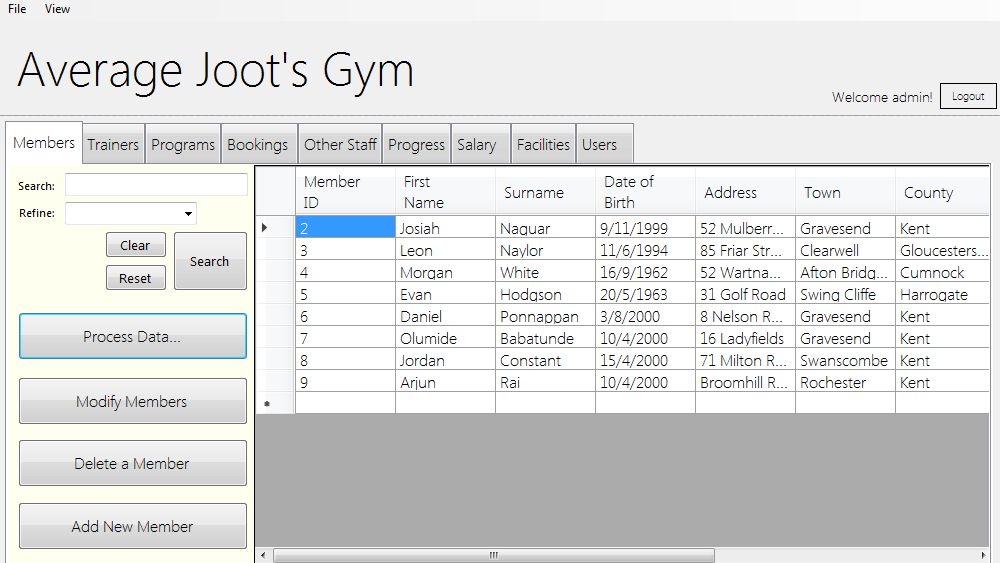 File View
Average Joot's Gym
Welcome admin! Logout
Members Trainers Programs Bookings Other Staff Progress Salary Facilities Users
Search:
Refine:
Clear
Reset
Search
Process Data...
Modify Members
Delete a Member
Add New Member
Member ID First Name Surname Date of Birth Address Town County
2 Josiah Naguar 9/11/1999 52 Mulberr... Gravesend Kent
3 Leon Naylor 11/6/1994 85 Friar Str... Clearwell Gloucesters...
4 Morgan White 16/9/1962 52 Wartna... Afton Bridg... Cumnock
5 Evan Hodgson 20/5/1963 31 Golf Road Swing Cliffe Harrogate
6 Daniel Ponnappan 3/8/2000 8 Nelson R... Gravesend Kent
7 Olumide Babatunde 10/4/2000 16 Ladyfields Gravesend Kent
8 Jordan Constant 15/4/2000 71 Milton R... Swanscombe Kent
9 Arjun Rai 10/4/2000 Broomhill R... Rochester Kent